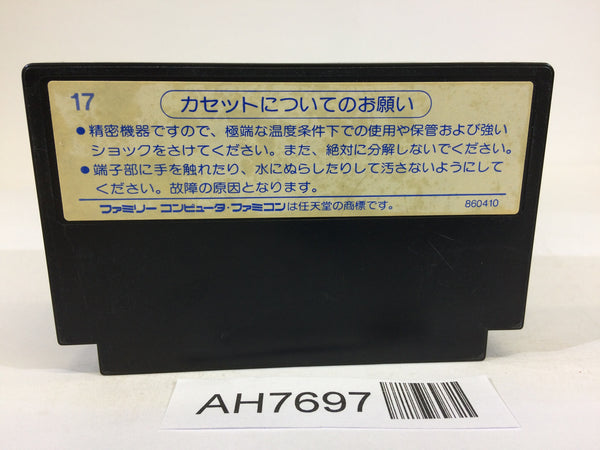 17
カセットについてのお願い
●精密機器ですので、極端な温度条件下での使用や保管および強い
ショックをさけてください。また、絶対に分解しないでください。
●端子部に手を触れたり、水にぬらしたりして汚さないようにして
ください。故障の原因となります。
ファミリーコンピュータ・ファミコンは任天堂の商標です。
860410
AH7697